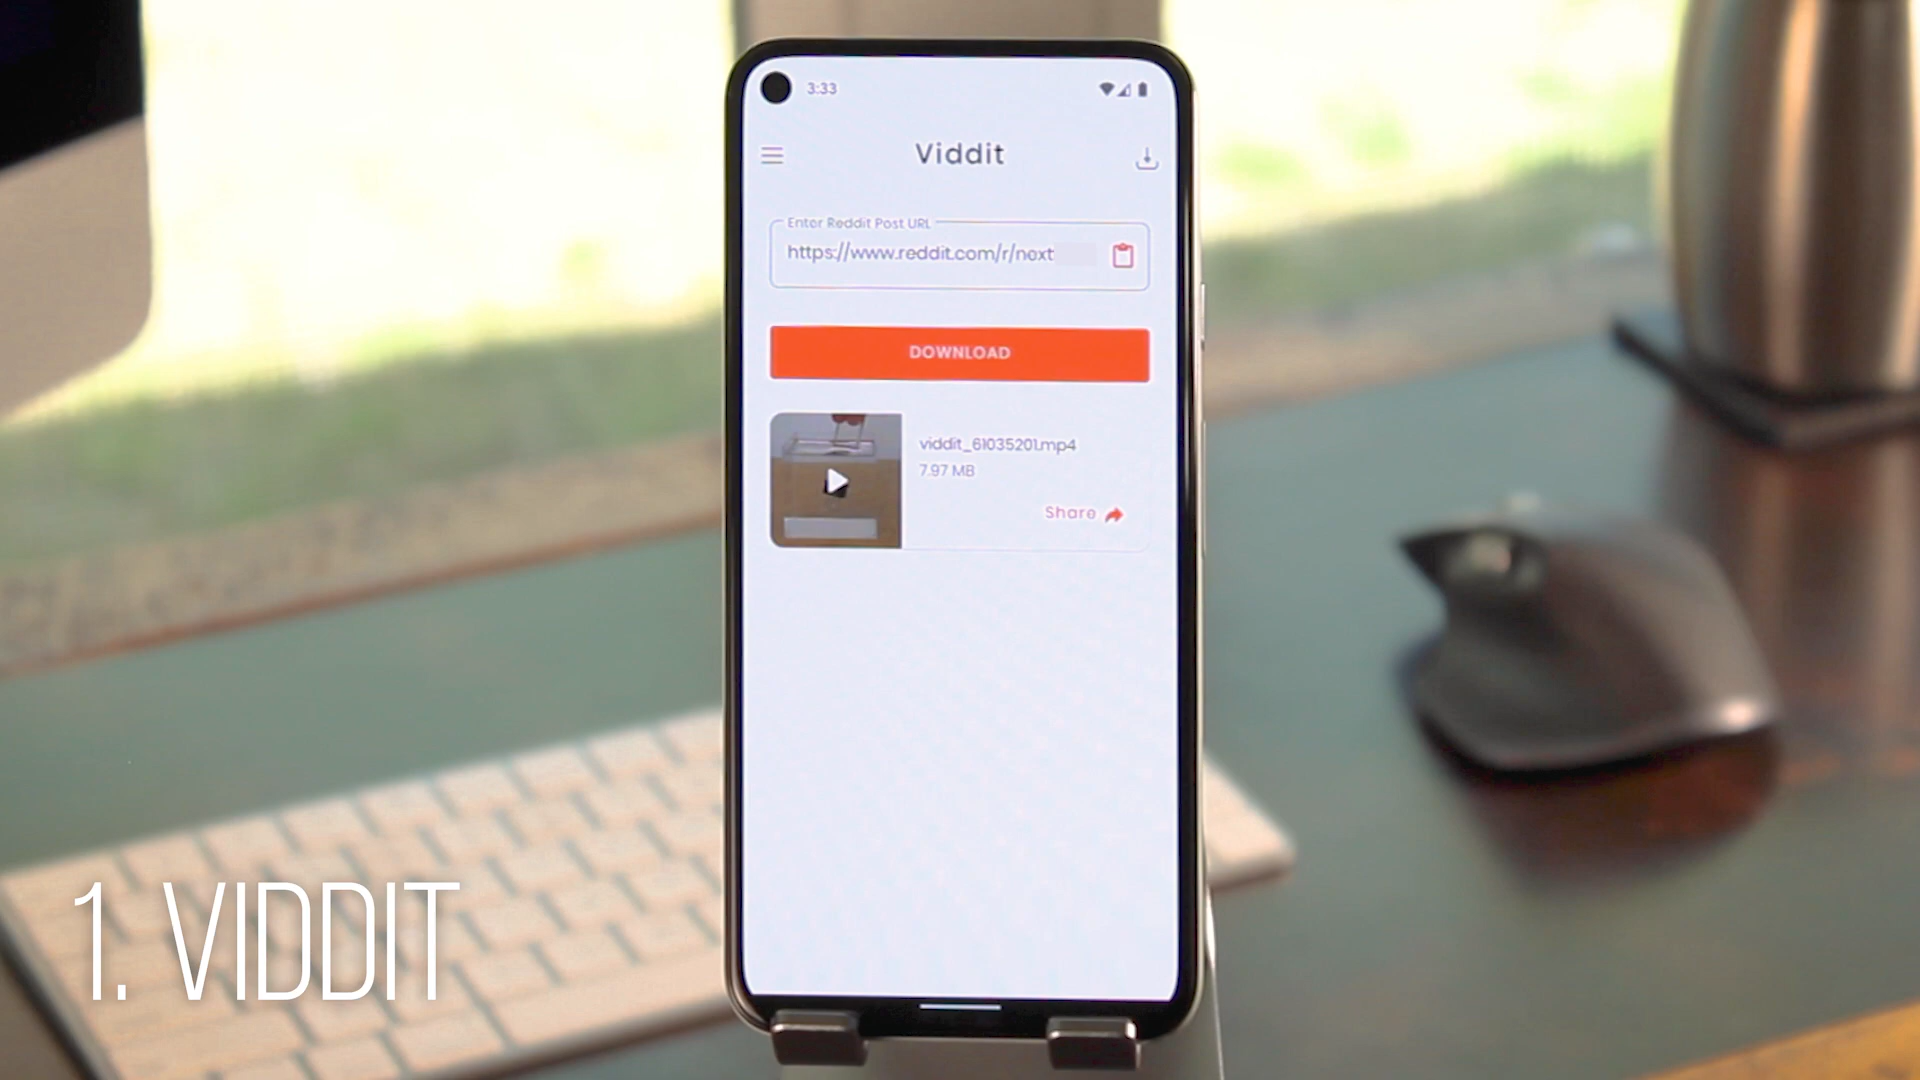 3:33
Viddit
Enter Reddit Post URL
https://www.reddit.com/r/next
DOWNLOAD
viddit_61035201.mp4
7.97 MB
Share
1. VIDDIT